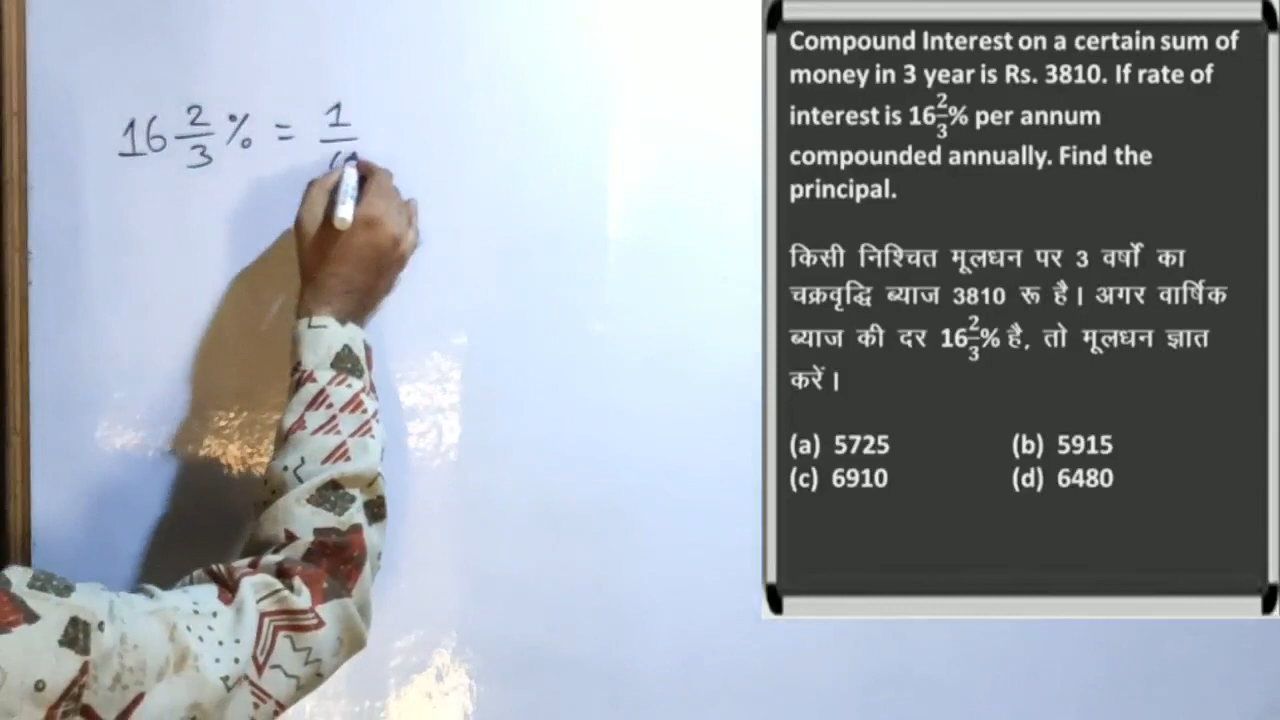 16 2/3 % = 1/
Compound Interest on a certain sum of
money in 3 year is Rs. 3810. If rate of
interest is 16 2/3% per annum
compounded annually. Find the
principal.
किसी निश्चित मूलधन पर 3 वर्षों का
चक्रवृद्धि ब्याज 3810 रू है। अगर वार्षिक
ब्याज की दर 16 2/3% है, तो मूलधन ज्ञात
करें।
(a) 5725 (b) 5915
(c) 6910 (d) 6480